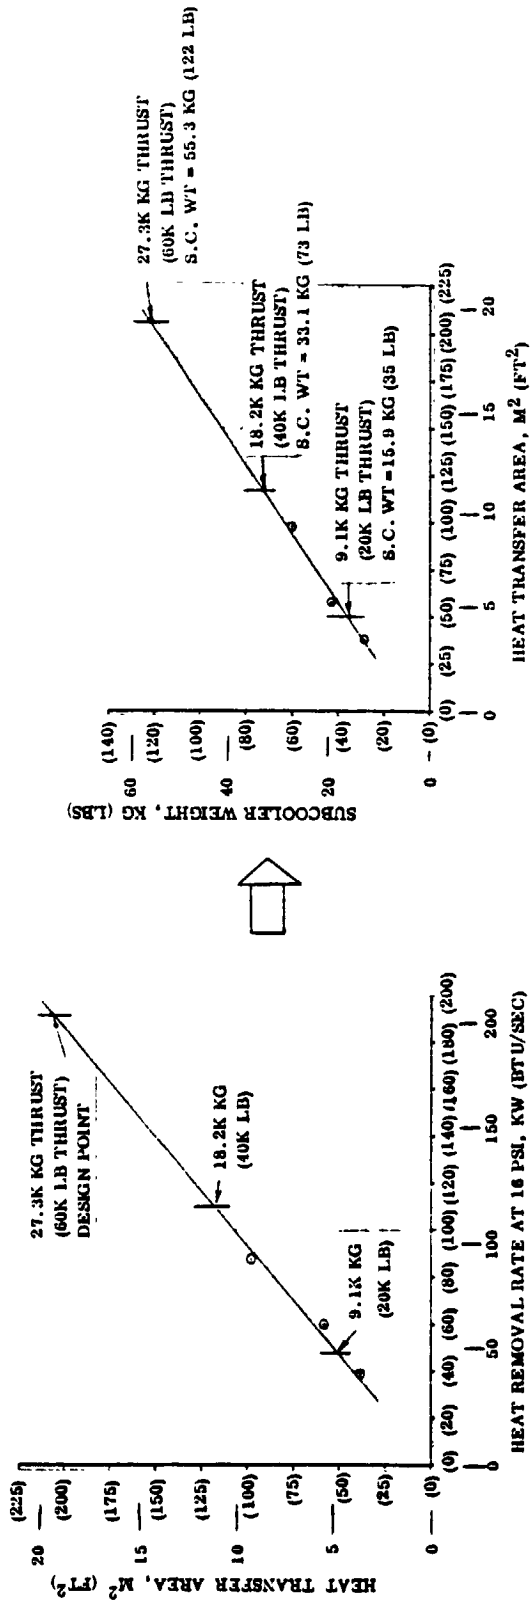 HEAT TRANSFER AREA, M² (FT²)
20
15
10
5
0
(225)
(200)
(175)
(150)
(125)
(100)
(75)
(50)
(25)
(0)
27.3K KG THRUST
(60K LB THRUST)
DESIGN POINT
18.2K KG
(40K LB)
9.1K KG
(20K LB)
(0) (20) (40) (60) (80) (100) (120) (140) (160) (180) (200)
0 50 100 150 200
HEAT REMOVAL RATE AT 16 PSI, KW (BTU/SEC)
SUBCOOLER WEIGHT, KG (LBS)
60
40
20
0
(140)
(120)
(100)
(80)
(60)
(40)
(20)
(0)
27.3K KG THRUST
(60K LB THRUST)
S.C. WT = 55.3 KG (122 LB)
18.2K KG THRUST
(40K LB THRUST)
S.C. WT = 33.1 KG (73 LB)
9.1K KG THRUST
(20K LB THRUST)
S.C. WT = 15.9 KG (35 LB)
(0) (25) (50) (75) (100) (125) (150) (175) (200) (225)
0 5 10 15 20
HEAT TRANSFER AREA, M² (FT²)